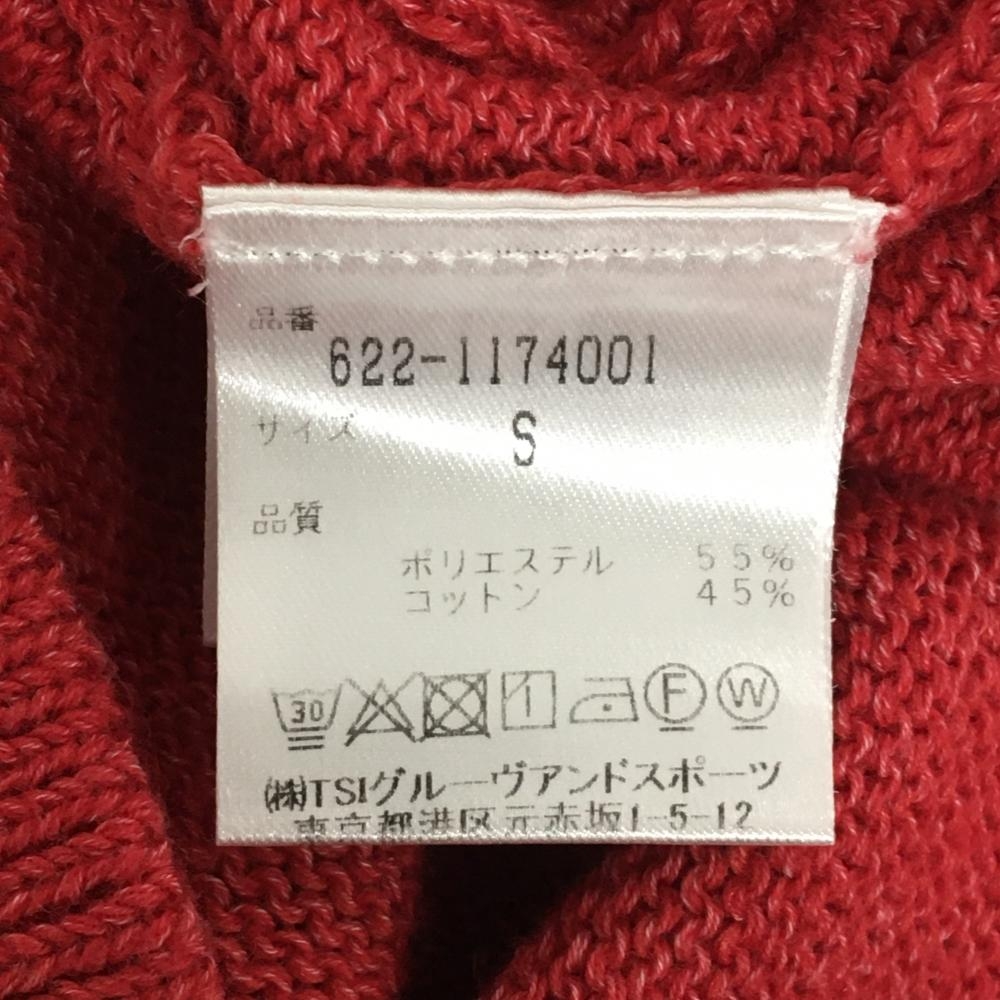 品番
622-1174001
サイズ S
品質
ポリエステル 55%
コットン 45%
30 F W
㈱TSIグルーヴアンドスポーツ
東京都港区元赤坂1-5-12